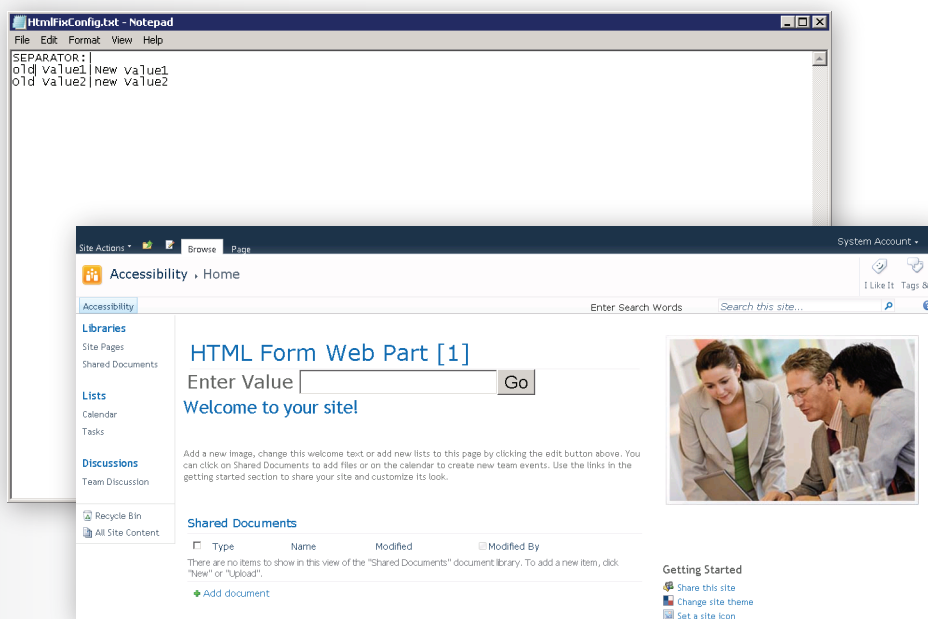 HtmlFixConfig.txt - Notepad
File Edit Format View Help
SEPARATOR:|
old Value1|New Value1
old Value2|new Value2
Site Actions Browse Page System Account
Accessibility Home
I Like It Tags &
Accessibility Enter Search Words Search this site...
Libraries
Site Pages
Shared Documents
Lists
Calendar
Tasks
Discussions
Team Discussion
Recycle Bin
All Site Content
HTML Form Web Part [1]
Enter Value Go
Welcome to your site!
Add a new image, change this welcome text or add new lists to this page by clicking the edit button above. You
can click on Shared Documents to add files or on the calendar to create new team events. Use the links in the
getting started section to share your site and customize its look.
Shared Documents
Type Name Modified Modified By
There are no items to show in this view of the "Shared Documents" document library. To add a new item, click
"New" or "Upload".
Add document
Getting Started
Share this site
Change site theme
Set a site icon